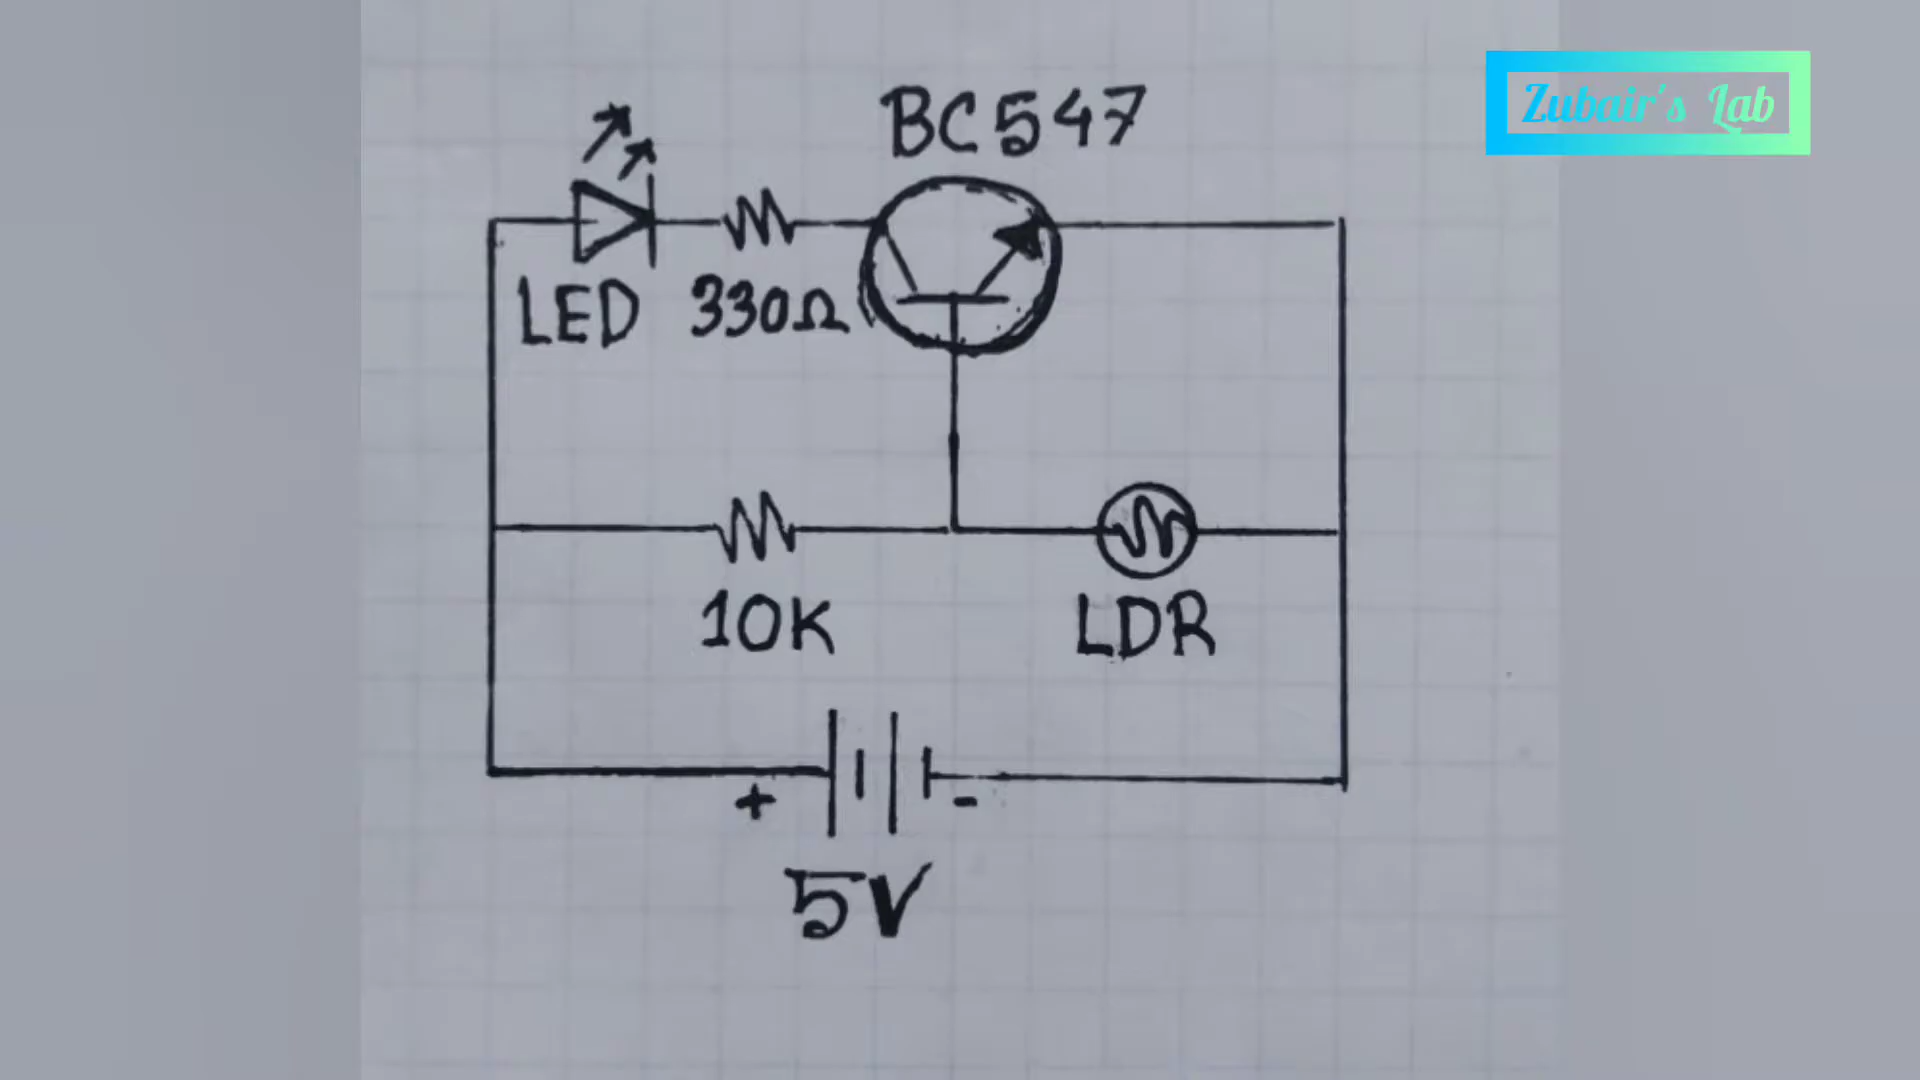 Zubair's Lab
BC547
LED 330Ω
10K LDR
+ -
5V